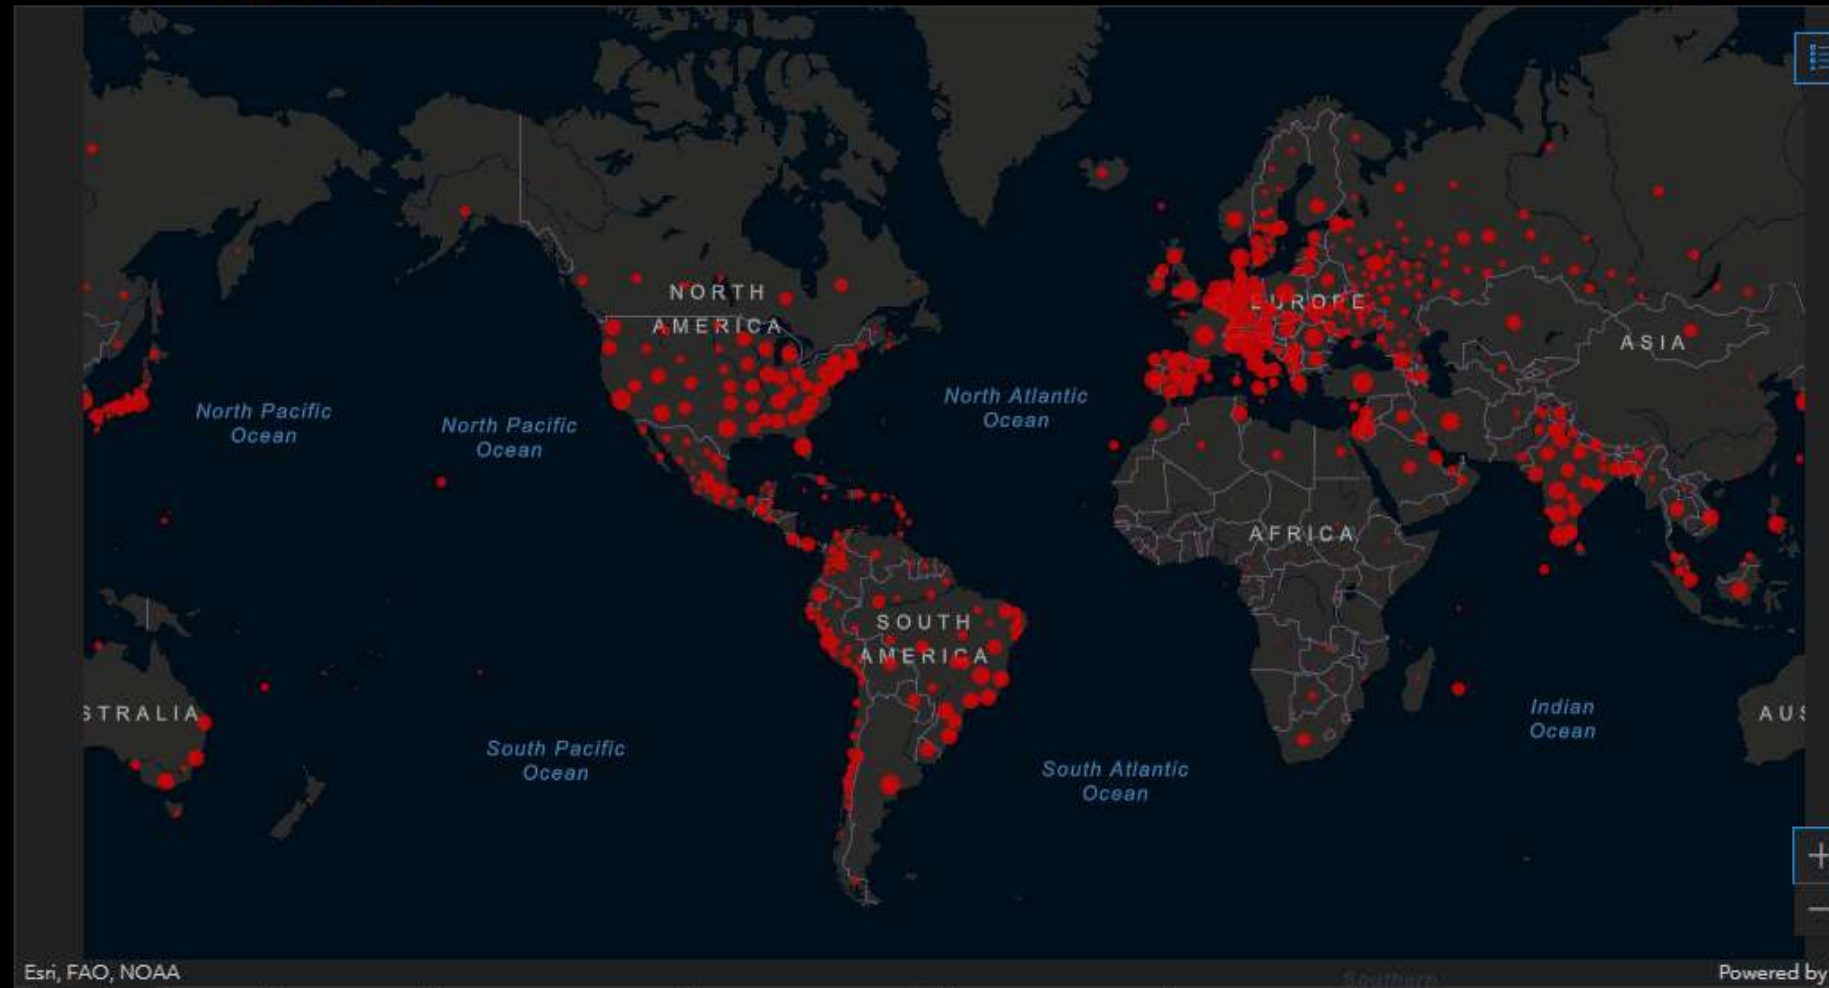 NORTH
AMERICA
EUROPE
ASIA
North Pacific
Ocean
North Pacific
Ocean
North Atlantic
Ocean
AFRICA
SOUTH
AMERICA
STRALIA
Indian
Ocean
AUS
South Pacific
Ocean
South Atlantic
Ocean
Esri, FAO, NOAA
Southern
Powered by